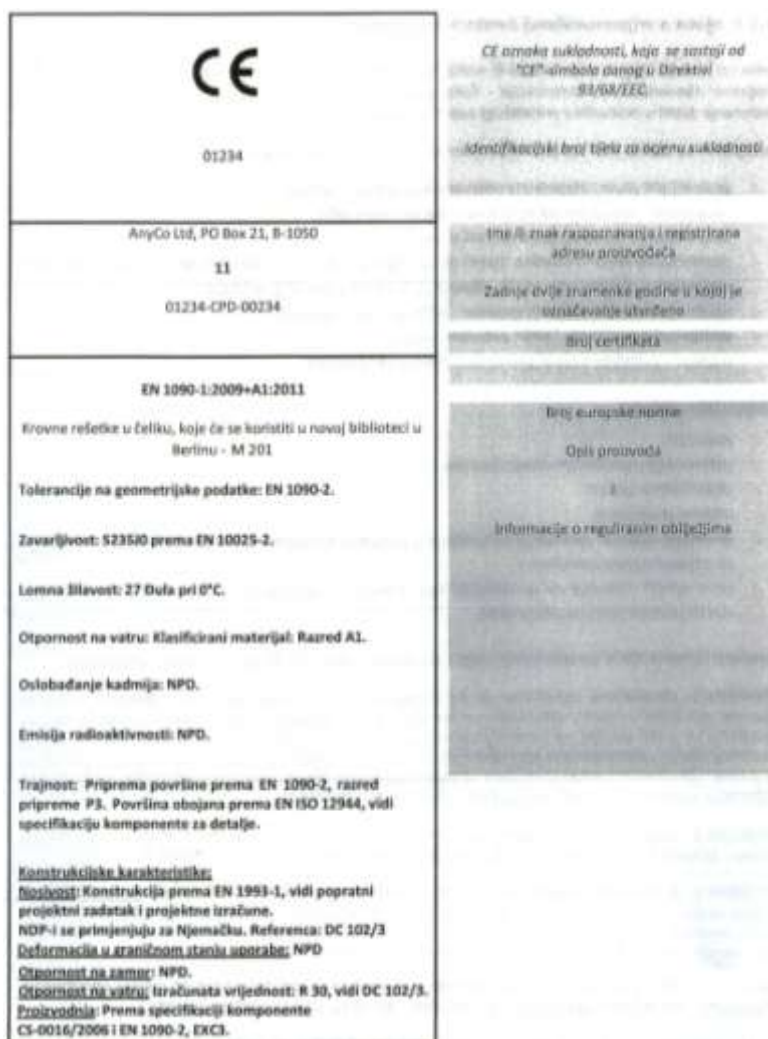 CE
01234
AnyCo Ltd, PO Box 21, B-1050
11
01234-CPD-00234
EN 1090-1:2009+A1:2011
Krovne rešetke u čeliku, koje će se koristiti u novoj biblioteci u
Berlinu - M 201
Tolerancije na geometrijske podatke: EN 1090-2.
Zavarljivost: S235J0 prema EN 10025-2.
Lomna žilavost: 27 Đula pri 0°C.
Otpornost na vatru: Klasificirani materijal: Razred A1.
Oslobađanje kadmija: NPD.
Emisija radioaktivnosti: NPD.
Trajnost: Priprema površine prema EN 1090-2, razred
pripreme P3. Površina obojana prema EN ISO 12944, vidi
specifikaciju komponente za detalje.
Konstrukcijske karakteristike:
Nosivost: Konstrukcija prema EN 1993-1, vidi popratni
projektni zadatak i projektne izračune.
NDP-i se primjenjuju za Njemačku. Referenca: DC 102/3
Deformacija u graničnom stanju uporabe: NPD
Otpornost na zamor: NPD.
Otpornost na vatru: Izračunata vrijednost: R 30, vidi DC 102/3.
Proizvodnja: Prema specifikaciji komponente
CS-0016/2006 i EN 1090-2, EXC3.
CE oznaka sukladnosti, koja se sastoji od
"CE"-simbola danog u Direktivi
93/68/EEC.
Identifikacijski broj tijela za ocjenu sukladnosti
Ime ili znak raspoznavanja i registrirana
adresu proizvođača
Zadnje dvije znamenke godine u kojoj je
označavanje utvrđeno
Broj certifikata
Broj europske norme
Opis proizvoda
Informacije o reguliranim obilježjima